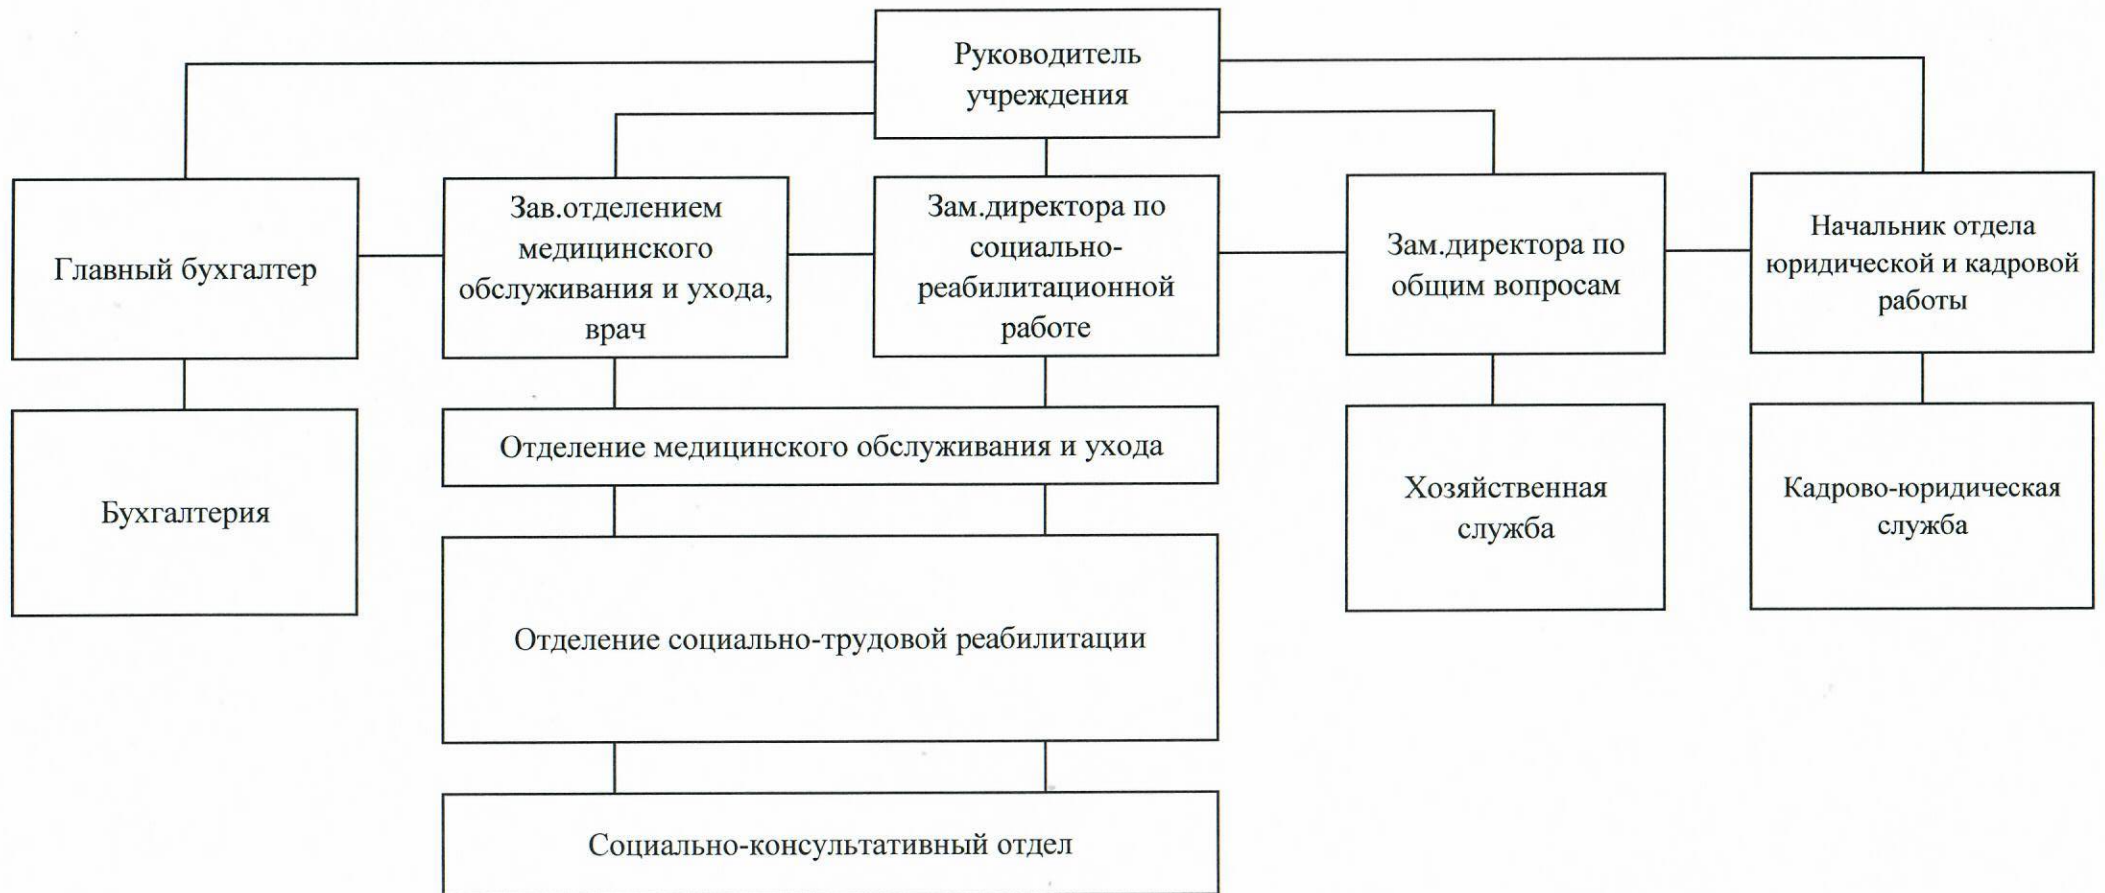 Руководитель
учреждения
Главный бухгалтер
Зав.отделением
медицинского
обслуживания и ухода,
врач
Зам.директора по
социально-
реабилитационной
работе
Зам.директора по
общим вопросам
Начальник отдела
юридической и кадровой
работы
Бухгалтерия
Отделение медицинского обслуживания и ухода
Хозяйственная
служба
Кадрово-юридическая
служба
Отделение социально-трудовой реабилитации
Социально-консультативный отдел